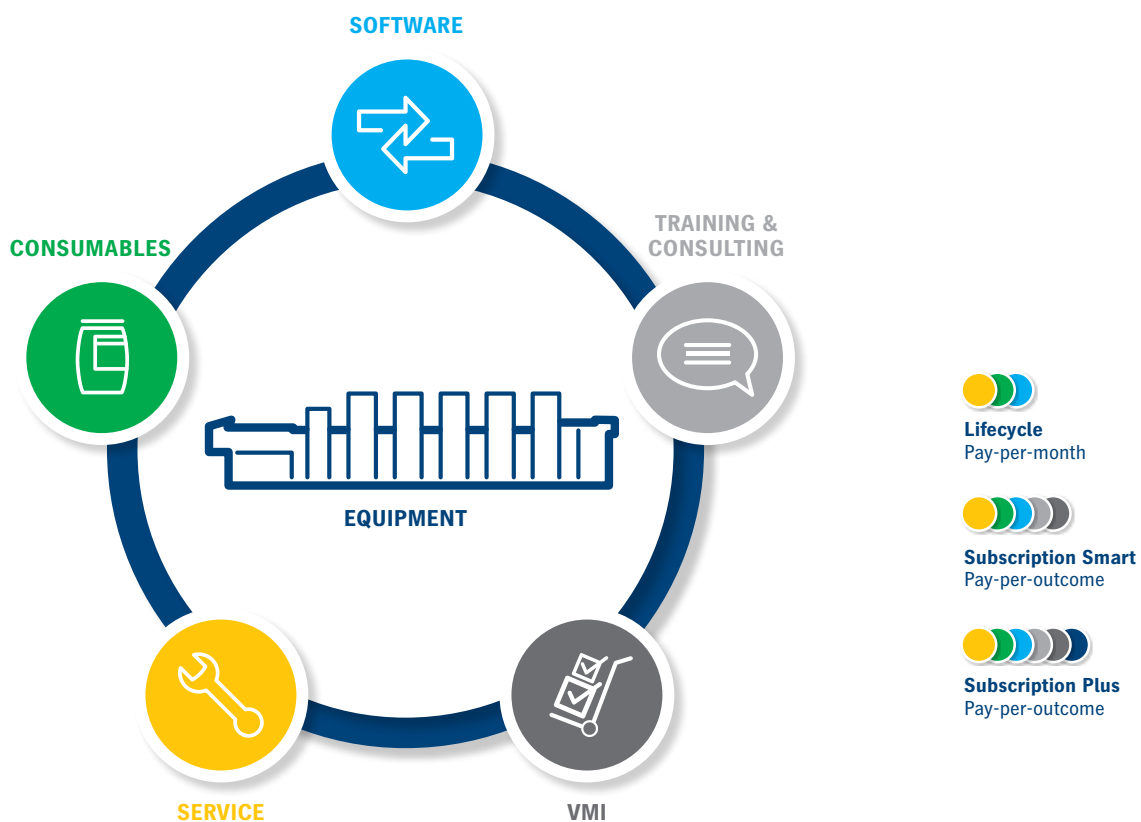 SOFTWARE
TRAINING &
CONSULTING
CONSUMABLES
EQUIPMENT
SERVICE
VMI
Lifecycle
Pay-per-month
Subscription Smart
Pay-per-outcome
Subscription Plus
Pay-per-outcome